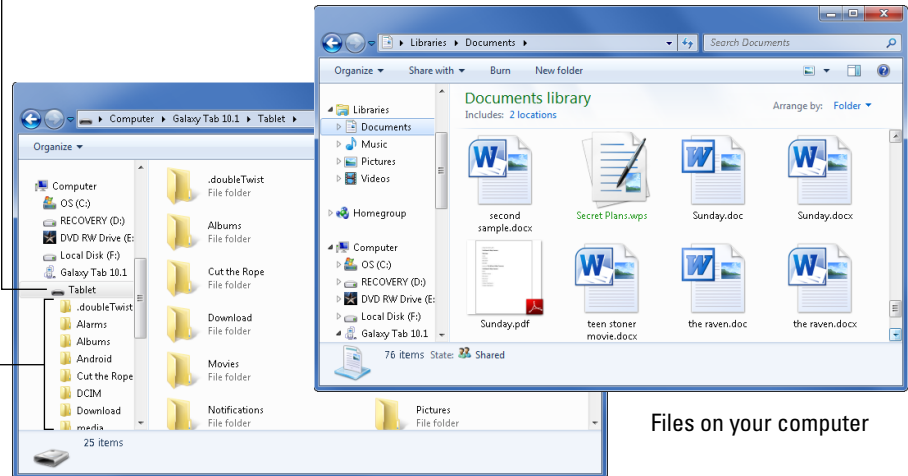 Libraries ▸ Documents ▸
Search Documents
Organize ▾ Share with ▾ Burn New folder
Libraries
Documents
Music
Pictures
Videos
Homegroup
Computer
OS (C:)
RECOVERY (D:)
DVD RW Drive (E:
Local Disk (F:)
Galaxy Tab 10.1
Documents library
Includes: 2 locations
Arrange by: Folder ▾
second
sample.docx
Secret Plans.wps
Sunday.doc
Sunday.docx
Sunday.pdf
teen stoner
movie.docx
the raven.doc
the raven.docx
76 items State: Shared
Computer ▸ Galaxy Tab 10.1 ▸ Tablet ▸
Organize ▾
Computer
OS (C:)
RECOVERY (D:)
DVD RW Drive (E:
Local Disk (F:)
Galaxy Tab 10.1
Tablet
.doubleTwist
Alarms
Albums
Android
Cut the Rope
DCIM
Download
media
.doubleTwist
File folder
Albums
File folder
Cut the Rope
File folder
Download
File folder
Movies
File folder
Notifications
File folder
Pictures
File folder
25 items
Files on your computer